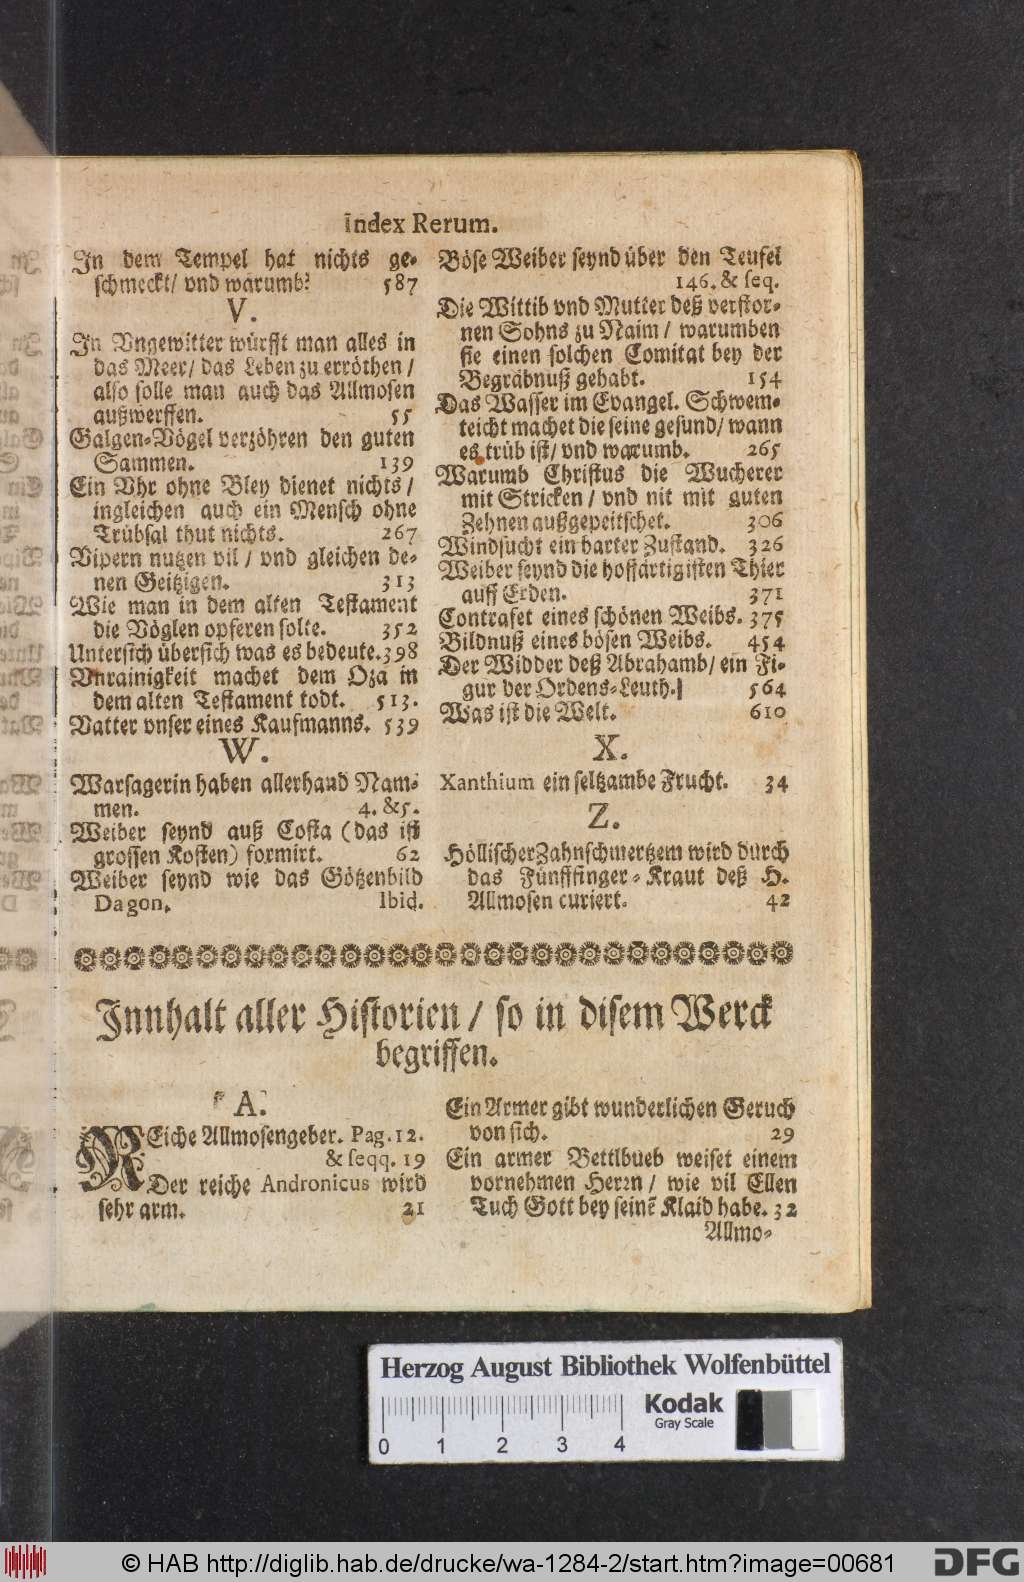 Index Rerum.
In dem Tempel hat nichts ge-
schmeckt/ vnd warumb? 587
V.
In Vngewitter würfft man alles in
das Meer/ das Leben zu erröthen /
also solle man auch das Allmosen
außwerffen. 55
Galgen-Vögel verzöhren den guten
Sammen. 139
Ein Vhr ohne Bley dienet nichts /
ingleichen auch ein Mensch ohne
Trübsal thut nichts. 267
Vipern nutzen vil / vnd gleichen de-
nen Geitzigen. 313
Wie man in dem alten Testament
die Vöglen opferen solte. 352
Untersich übersich was es bedeute. 398
Vnrainigkeit machet dem Oza in
dem alten Testament todt. 513.
Vatter vnser eines Kaufmanns. 539
W.
Warsagerin haben allerhand Nam-
men. 4. &5.
Weiber seynd auß Costa (das ist
grossen Kosten) formirt. 62
Weiber seynd wie das Götzenbild
Dagon. Ibid.
Böse Weiber seynd über den Teufel
146. & seq.
Die Wittib vnd Mutter deß verstor-
nen Sohns zu Naim / warumben
sie einen solchen Comitat bey der
Begräbnuß gehabt. 154
Das Wasser im Evangel. Schwem-
teicht machet die seine gesund/ wann
es trüb ist/ vnd warumb. 265
Warumb Christus die Wucherer
mit Stricken / vnd nit mit guten
Zehnen außgepeitschet. 306
Windsucht ein harter Zustand. 326
Weiber seynd die hoffärtigisten Thier
auff Erden. 371
Contrafet eines schönen Weibs. 375
Bildnuß eines bösen Weibs. 454
Der Widder deß Abrahamb/ ein Fi-
gur der Ordens-Leuth. 564
Was ist die Welt. 610
X.
Xanthium ein seltzambe Frucht. 34
Z.
Höllischer Zahnschmertzem wird durch
das Fünfffinger-Kraut deß H.
Allmosen curiert. 42
Innhalt aller Historien / so in disem Werck
begriffen.
A.
REiche Allmosengeber. Pag. 12.
& seqq. 19
Der reiche Andronicus wird
sehr arm. 21
Ein Armer gibt wunderlichen Geruch
von sich. 29
Ein armer Bettlbueb weiset einem
vornehmen Herrn / wie vil Ellen
Tuch Gott bey seinē Klaid habe. 32
Allmo-
Herzog August Bibliothek Wolfenbüttel
Kodak
Gray Scale
0 1 2 3 4
© HAB http://diglib.hab.de/drucke/wa-1284-2/start.htm?image=00681
DFG